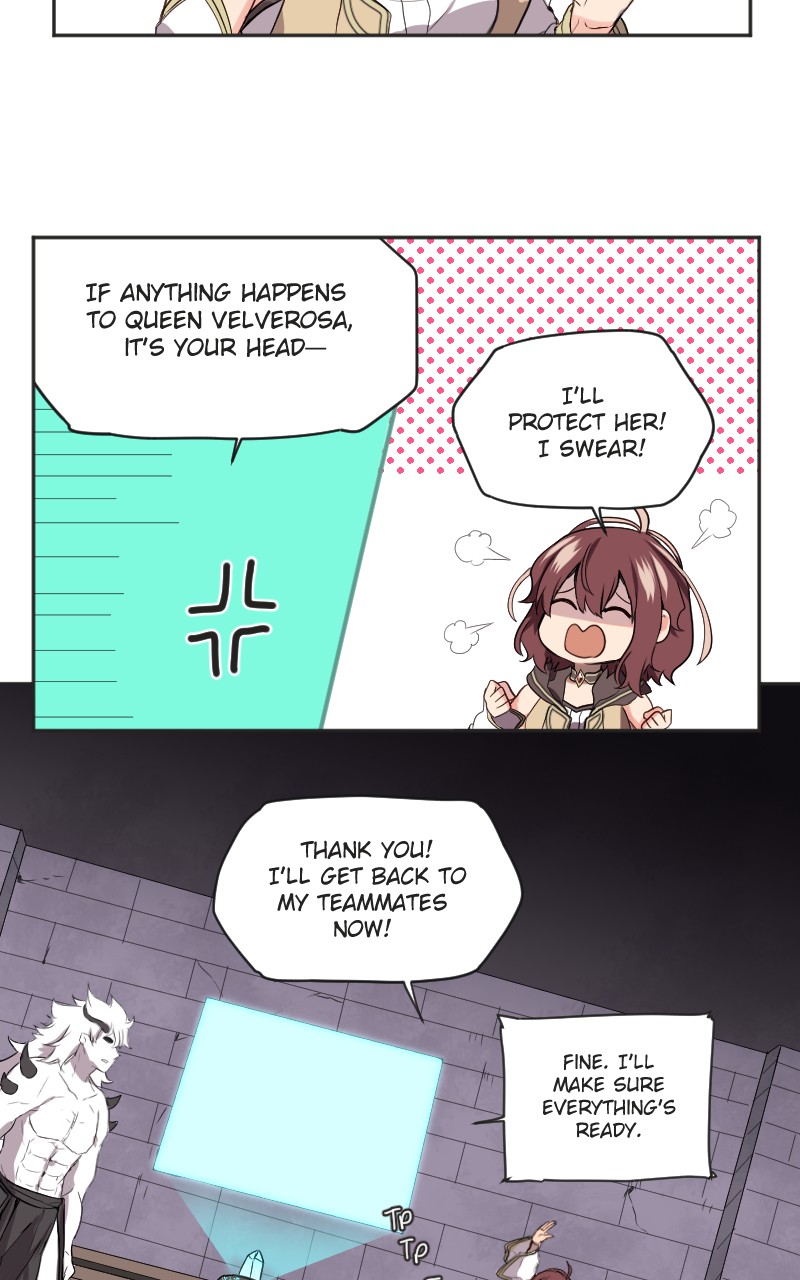 IF ANYTHING HAPPENS
TO QUEEN VELVEROSA,
IT'S YOUR HEAD—
I'LL
PROTECT HER!
I SWEAR!
THANK YOU!
I'LL GET BACK TO
MY TEAMMATES
NOW!
FINE. I'LL
MAKE SURE
EVERYTHING'S
READY.
TP
TP